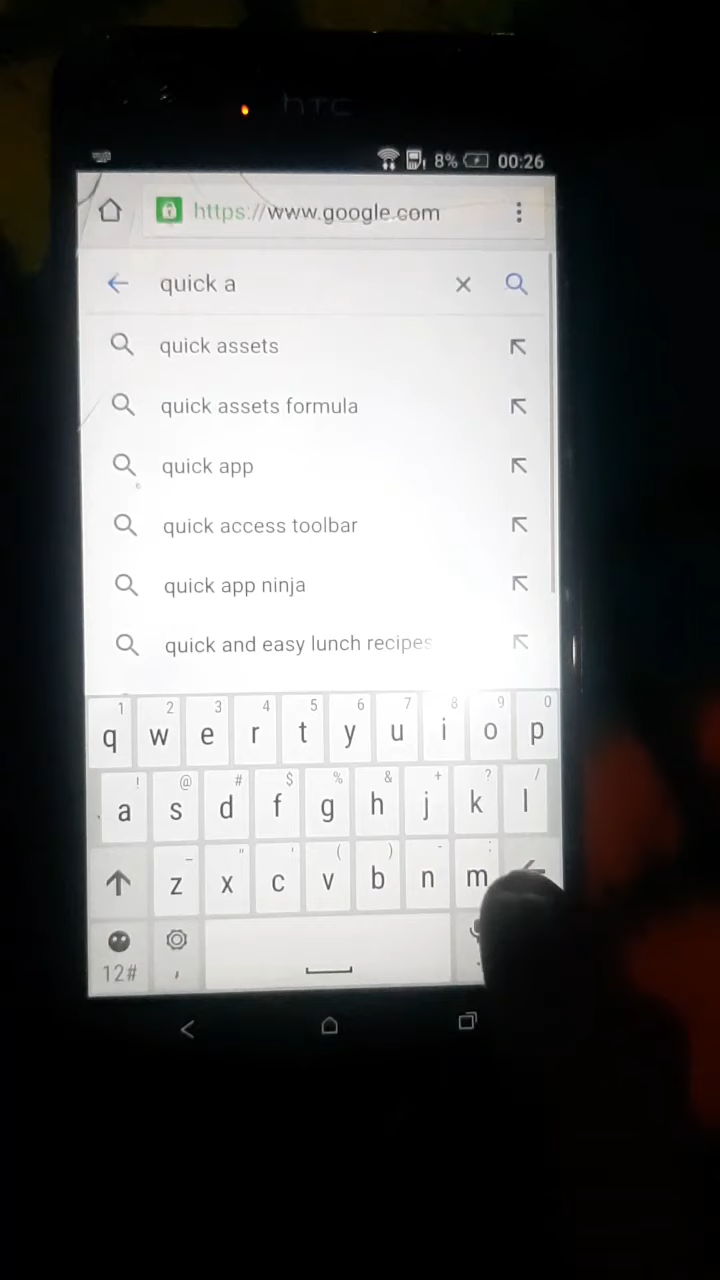 hTC
8% 00:26
https://www.google.com
quick a
quick assets
quick assets formula
quick app
quick access toolbar
quick app ninja
quick and easy lunch recipes
1 2 3 4 5 6 7 8 9 0
q w e r t y u i o p
! @ # $ % & + ? /
a s d f g h j k l
_ " ' ( ) - :
z x c v b n m
12# ,